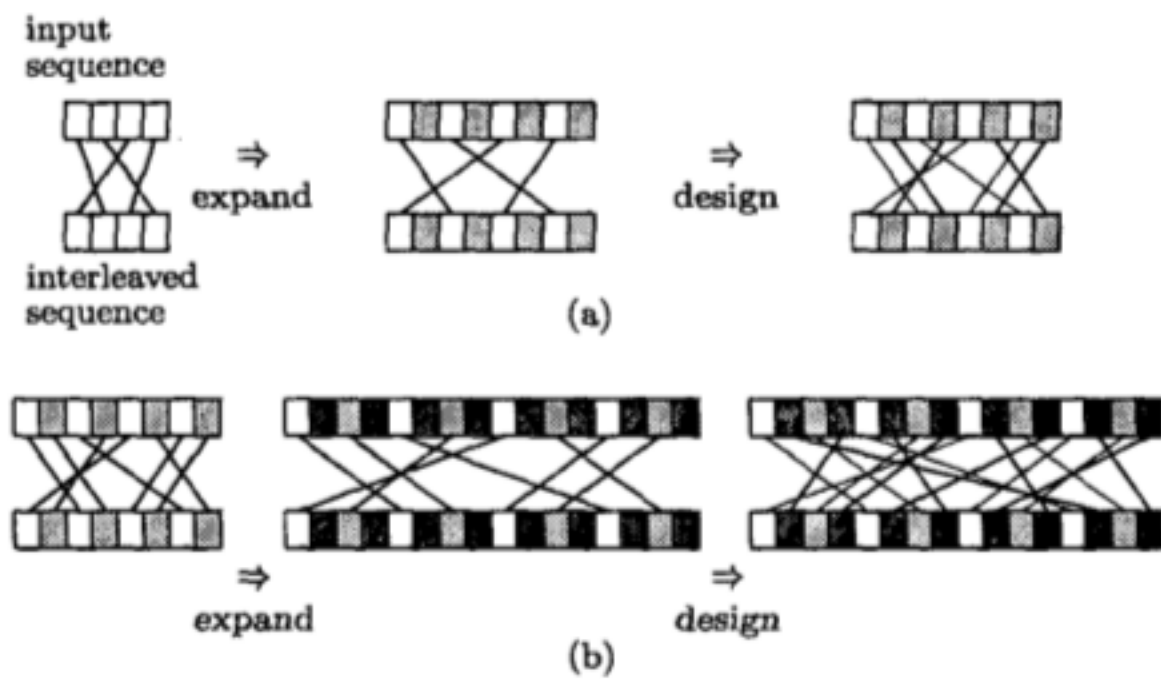 input
sequence
⇒
expand
⇒
design
interleaved
sequence
(a)
⇒
expand
⇒
design
(b)